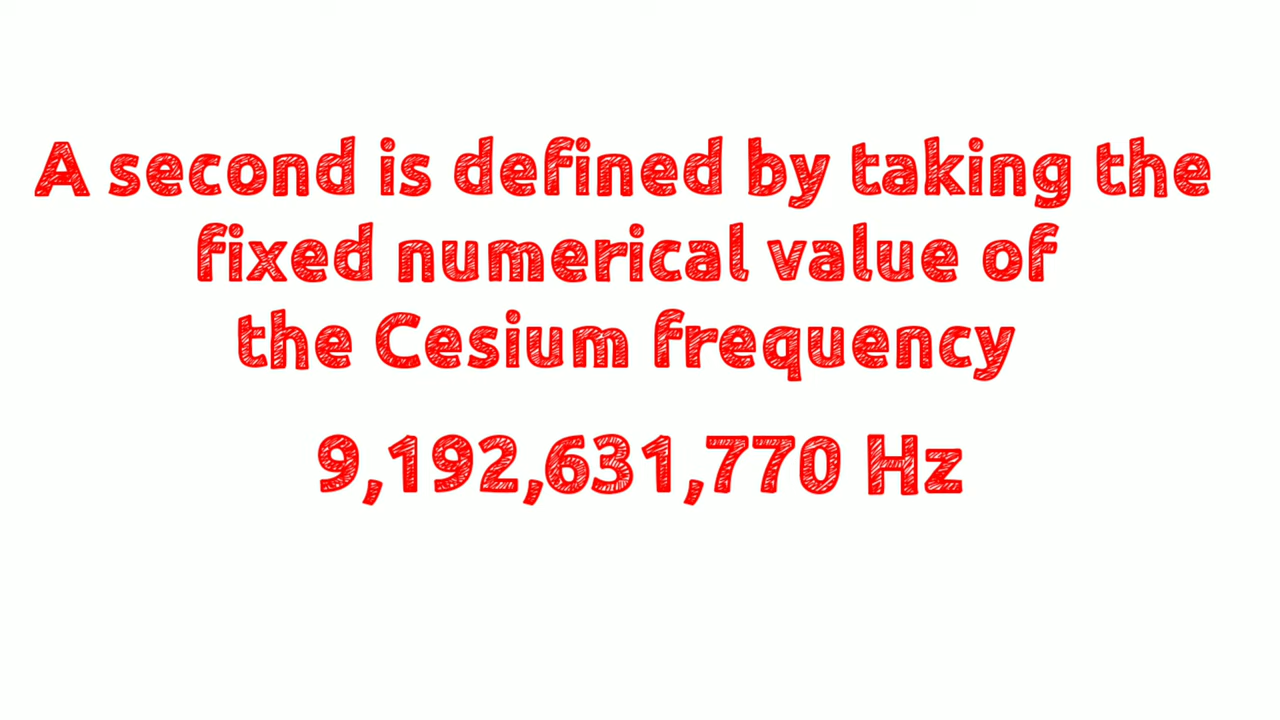 A second is defined by taking the
fixed numerical value of
the Cesium frequency
9,192,631,770 Hz